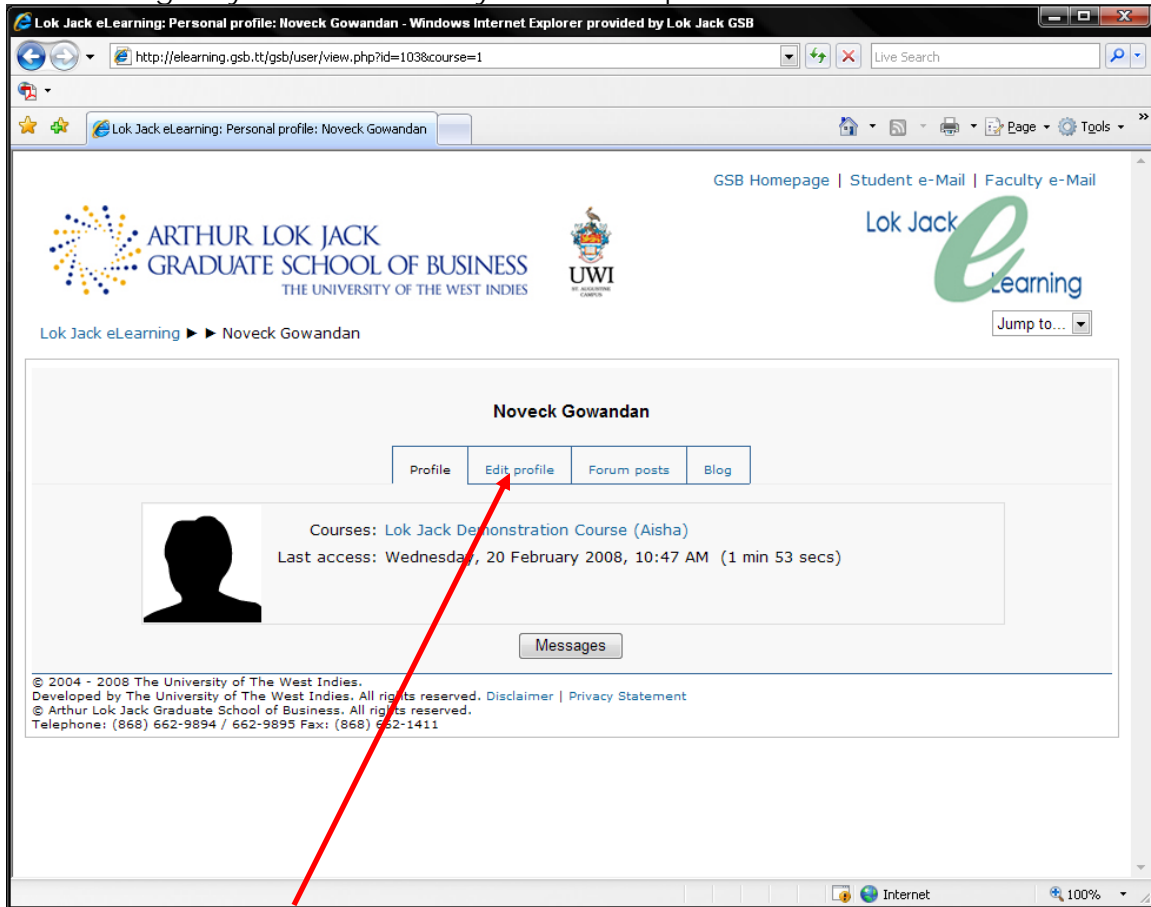 Lok Jack eLearning: Personal profile: Noveck Gowandan - Windows Internet Explorer provided by Lok Jack GSB
http://elearning.gsb.tt/gsb/user/view.php?id=103&course=1
Live Search
Lok Jack eLearning: Personal profile: Noveck Gowandan
Page
Tools
GSB Homepage | Student e-Mail | Faculty e-Mail
ARTHUR LOK JACK
GRADUATE SCHOOL OF BUSINESS
THE UNIVERSITY OF THE WEST INDIES
UWI
ST. AUGUSTINE
CAMPUS
Lok Jack
eLearning
Lok Jack eLearning ► ► Noveck Gowandan
Jump to...
Noveck Gowandan
Profile
Edit profile
Forum posts
Blog
Courses: Lok Jack Demonstration Course (Aisha)
Last access: Wednesday, 20 February 2008, 10:47 AM (1 min 53 secs)
Messages
© 2004 - 2008 The University of The West Indies.
Developed by The University of The West Indies. All rights reserved. Disclaimer | Privacy Statement
© Arthur Lok Jack Graduate School of Business. All rights reserved.
Telephone: (868) 662-9894 / 662-9895 Fax: (868) 662-1411
Internet
100%